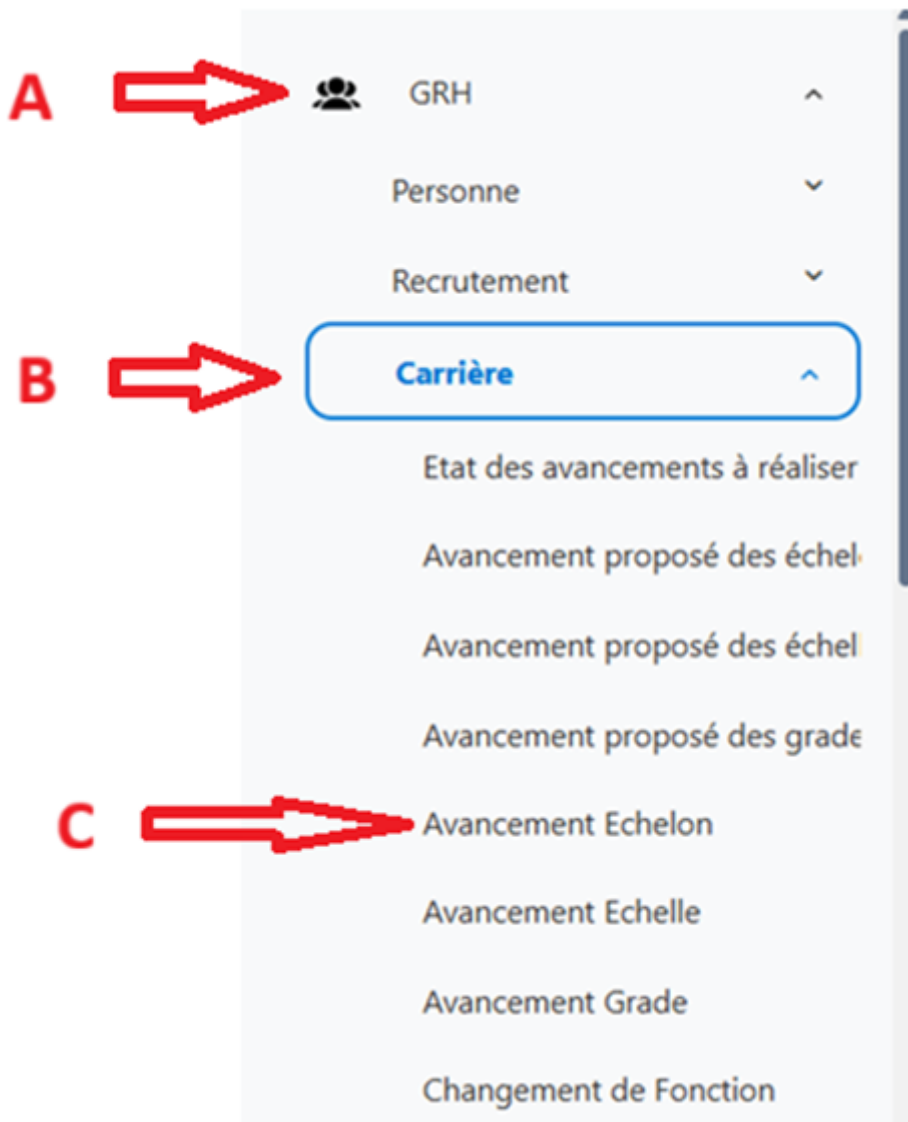 A GRH
Personne
Recrutement
B Carrière
Etat des avancements à réaliser
Avancement proposé des échel
Avancement proposé des échel
Avancement proposé des grade
C Avancement Echelon
Avancement Echelle
Avancement Grade
Changement de Fonction